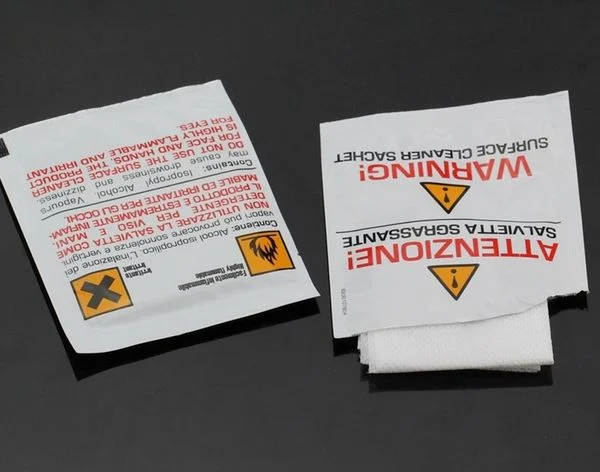 Irritante
Irritant
Facilmente infiammabile
Highly flammable
Contiene: Alcool isopropilico. L'inalazione dei
vapori può provocare sonnolenza e vertigini.
NON UTILIZZARE LA SALVIETTA COME
DETERGENTE PER VISO E MANI.
IL PRODOTTO È ESTREMAMENTE INFIAM-
MABILE ED IRRITANTE PER GLI OCCHI.
Contains: Isopropyl Alcohol. Vapours
may cause drowsiness and dizziness.
DO NOT USE THE SURFACE CLEANER
FOR FACE AND HANDS. THE PRODUCT
IS HIGHLY FLAMMABLE AND IRRITANT
FOR EYES.
ATTENZIONE!
SALVIETTA SGRASSANTE
WARNING!
SURFACE CLEANER SACHET